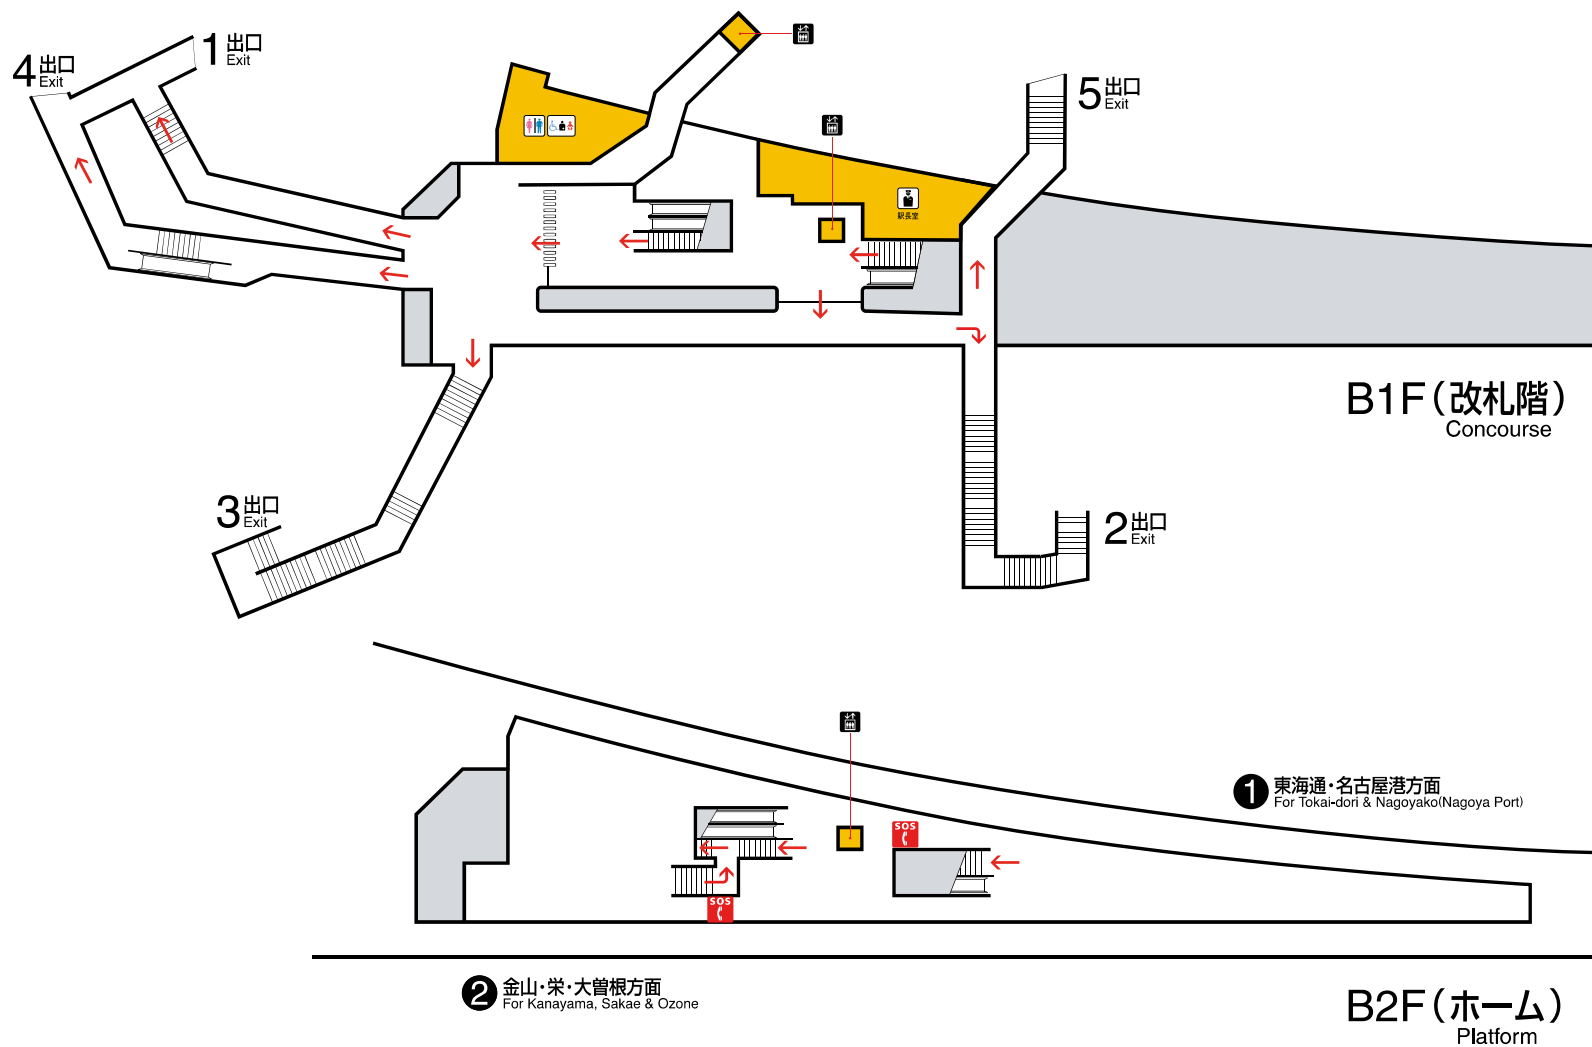 1 出口
Exit
4 出口
Exit
5 出口
Exit
駅長室
B1F(改札階)
Concourse
3 出口
Exit
2 出口
Exit
1 東海通・名古屋港方面
For Tokai-dori & Nagoyako(Nagoya Port)
SOS
SOS
2 金山・栄・大曽根方面
For Kanayama, Sakae & Ozone
B2F(ホーム)
Platform